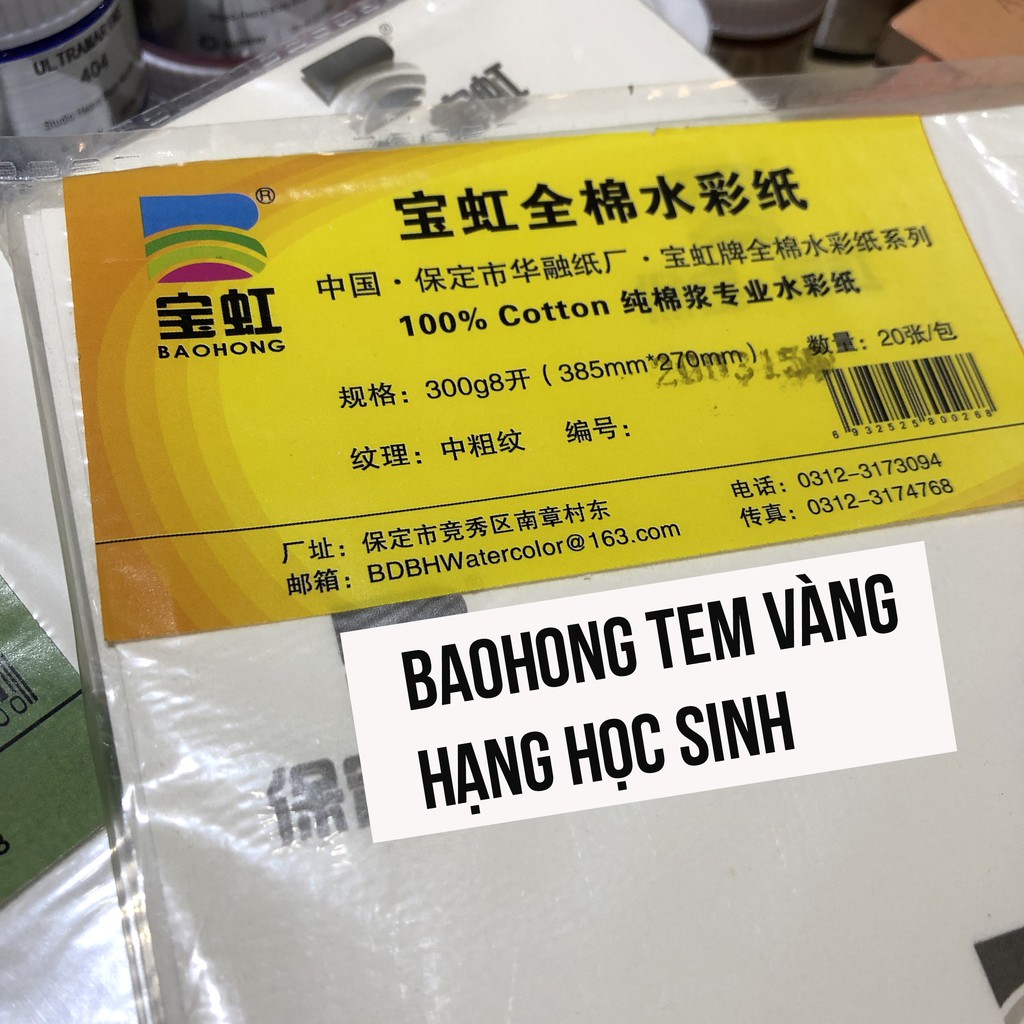 ULTRAMAR
404
®
宝虹
BAOHONG
宝虹全棉水彩纸
中国·保定市华融纸厂·宝虹牌全棉水彩纸系列
100% Cotton 纯棉浆专业水彩纸
规格：300g8开（385mm*270mm）
数量：20张/包
纹理：中粗纹
编号：
6932525800268
厂址：保定市竞秀区南章村东
邮箱：BDBHWatercolor@163.com
电话：0312-3173094
传真：0312-3174768
BAOHONG TEM VÀNG
HẠNG HỌC SINH
保